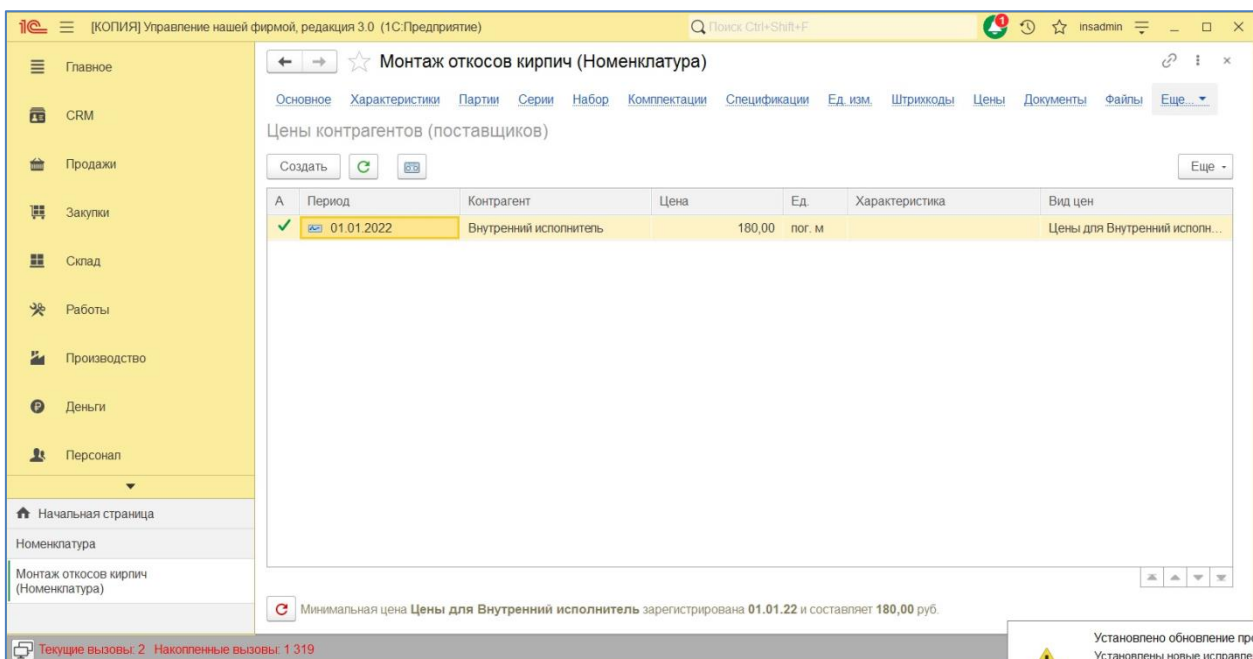 1С [КОПИЯ] Управление нашей фирмой, редакция 3.0 (1С:Предприятие) Поиск Ctrl+Shift+F 1 insadmin
Главное
CRM
Продажи
Закупки
Склад
Работы
Производство
Деньги
Персонал
Начальная страница
Номенклатура
Монтаж откосов кирпич
(Номенклатура)
Монтаж откосов кирпич (Номенклатура)
Основное Характеристики Партии Серии Набор Комплектации Спецификации Ед. изм. Штрихкоды Цены Документы Файлы Еще...
Цены контрагентов (поставщиков)
Создать Еще
А Период Контрагент Цена Ед. Характеристика Вид цен
01.01.2022 Внутренний исполнитель 180,00 пог. м Цены для Внутренний исполн...
Минимальная цена Цены для Внутренний исполнитель зарегистрирована 01.01.22 и составляет 180,00 руб.
Текущие вызовы: 2 Накопленные вызовы: 1 319
Установлено обновление про
Установлены новые исправле